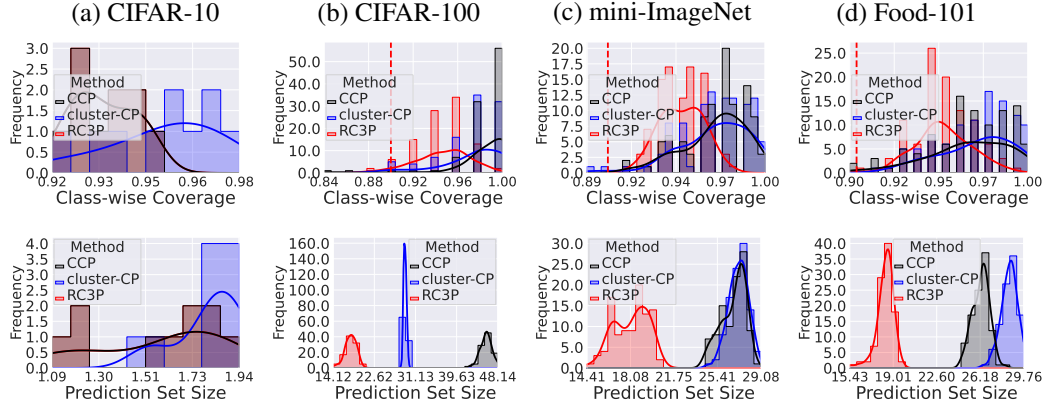 (a) CIFAR-10
(b) CIFAR-100
(c) mini-ImageNet
(d) Food-101
Frequency
3.0
2.5
2.0
1.5
1.0
0.5
0.0
Method
CCP
cluster-CP
RC3P
0.92 0.93 0.95 0.96 0.98
Class-wise Coverage
Frequency
50.0
40.0
30.0
20.0
10.0
0.0
Method
CCP
cluster-CP
RC3P
0.84 0.88 0.92 0.96 1.00
Class-wise Coverage
Frequency
20.0
17.5
15.0
12.5
10.0
7.5
5.0
2.5
0.0
Method
CCP
cluster-CP
RC3P
0.89 0.91 0.94 0.97 1.00
Class-wise Coverage
Frequency
25.0
20.0
15.0
10.0
5.0
0.0
Method
CCP
cluster-CP
RC3P
0.90 0.92 0.95 0.97 1.00
Class-wise Coverage
Frequency
4.0
3.5
3.0
2.5
2.0
1.5
1.0
0.5
0.0
Method
CCP
cluster-CP
RC3P
1.09 1.30 1.51 1.73 1.94
Prediction Set Size
Frequency
160.0
140.0
120.0
100.0
80.0
60.0
40.0
20.0
0.0
Method
CCP
cluster-CP
RC3P
14.12 22.62 31.13 39.63 48.14
Prediction Set Size
Frequency
30.0
25.0
20.0
15.0
10.0
5.0
0.0
Method
CCP
cluster-CP
RC3P
14.41 18.08 21.75 25.41 29.08
Prediction Set Size
Frequency
40.0
35.0
30.0
25.0
20.0
15.0
10.0
5.0
0.0
Method
CCP
cluster-CP
RC3P
15.43 19.01 22.60 26.18 29.76
Prediction Set Size